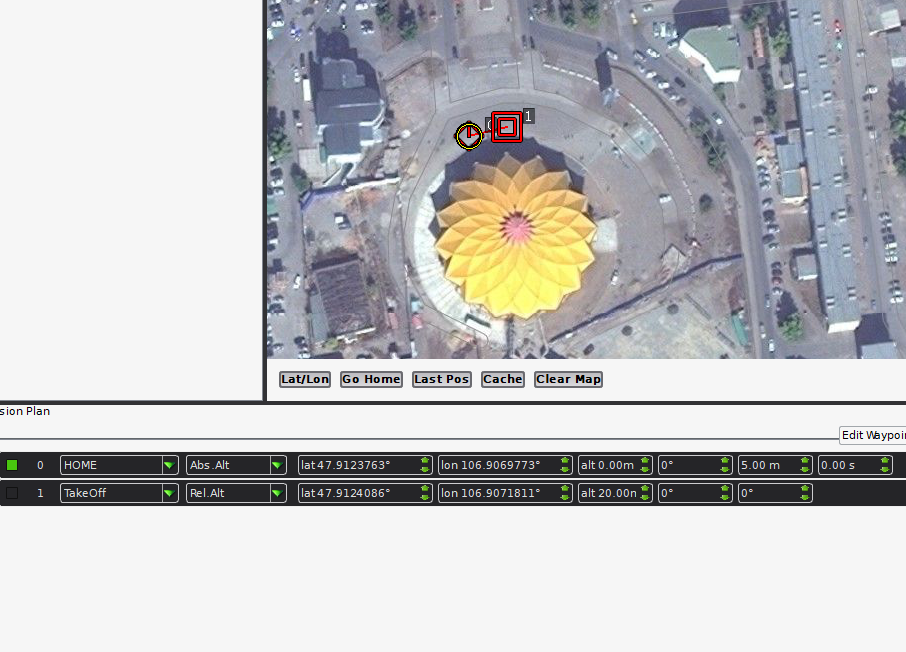 0 1
Lat/Lon Go Home Last Pos Cache Clear Map
sion Plan
Edit Waypoi
0 HOME Abs.Alt lat 47.9123763° lon 106.9069773° alt 0.00m 0° 5.00 m 0.00 s
1 TakeOff Rel.Alt lat 47.9124086° lon 106.9071811° alt 20.00n 0° 0°